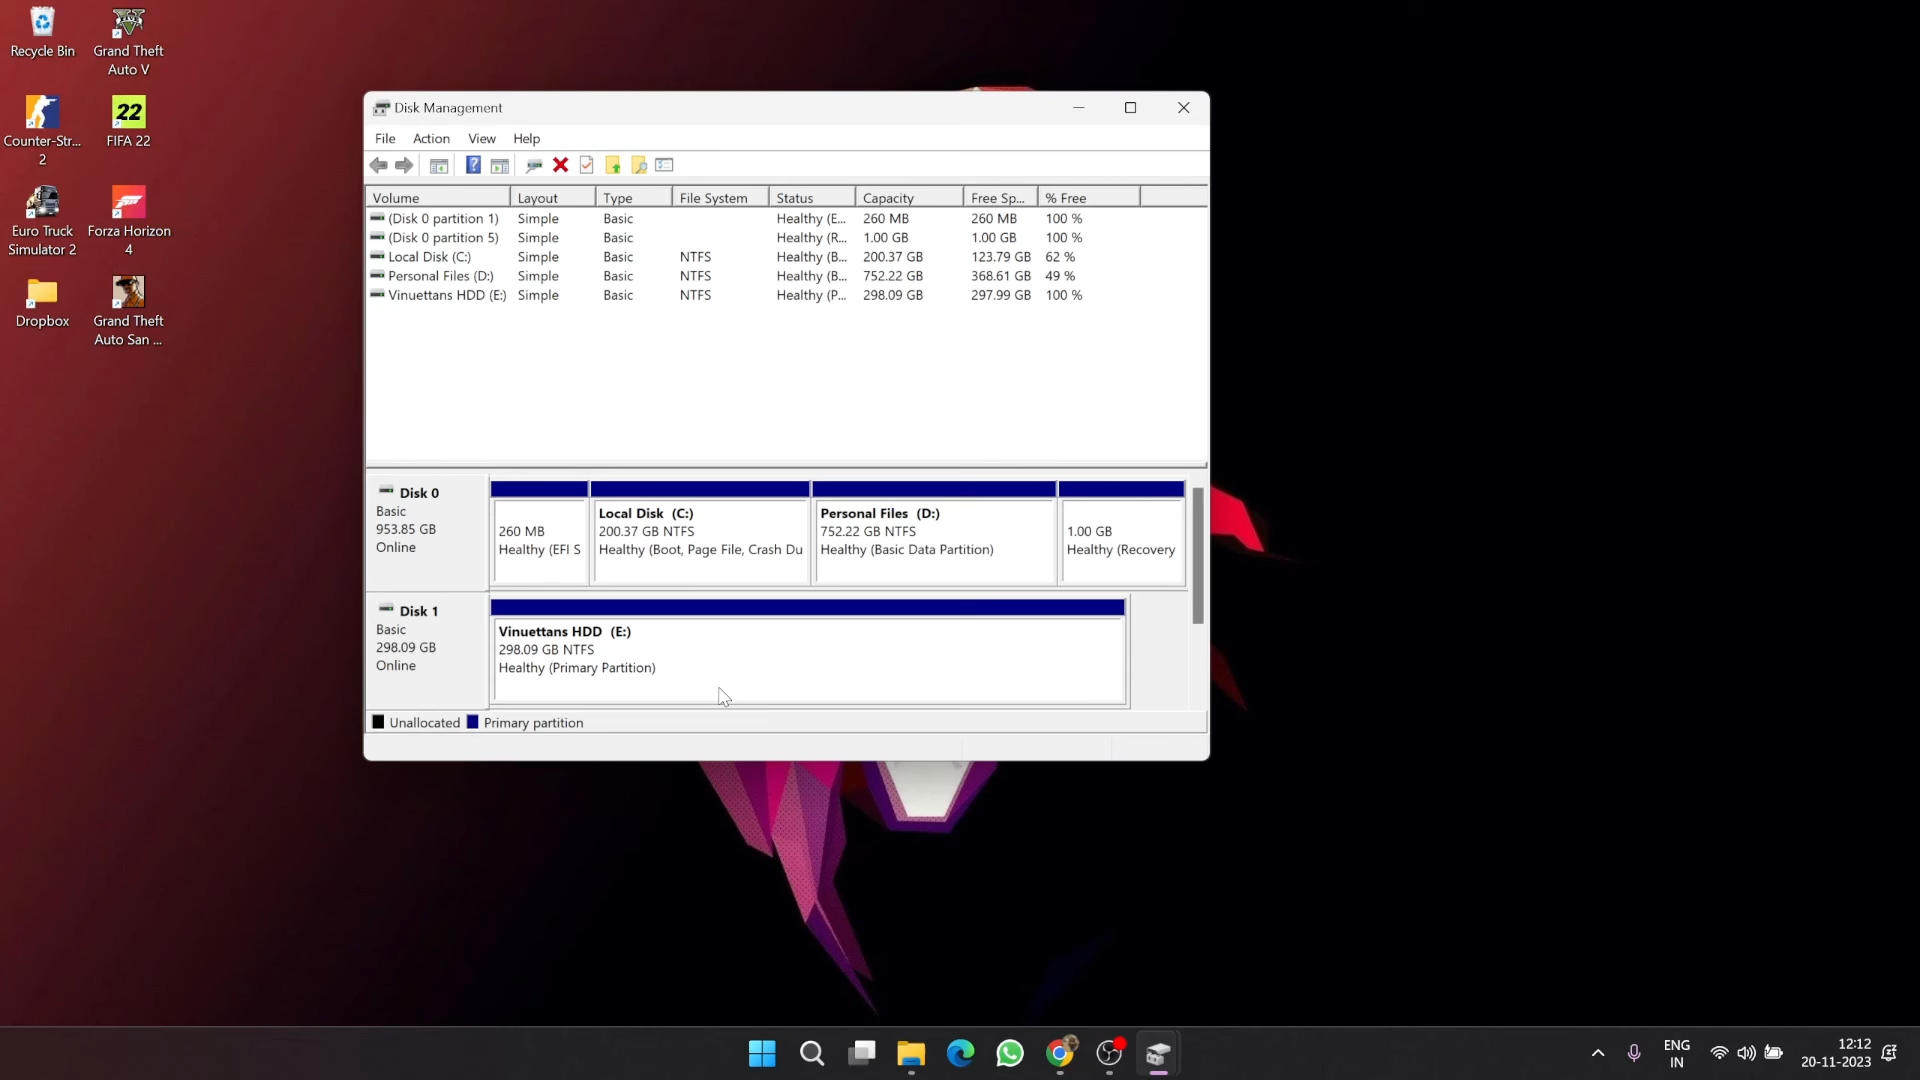 Recycle Bin
Grand Theft
Auto V
Counter-Str...
2
22
FIFA 22
Euro Truck
Simulator 2
Forza Horizon
4
Dropbox
Grand Theft
Auto San ...
Disk Management
File Action View Help
Volume Layout Type File System Status Capacity Free Sp... % Free
(Disk 0 partition 1) Simple Basic Healthy (E... 260 MB 260 MB 100 %
(Disk 0 partition 5) Simple Basic Healthy (R... 1.00 GB 1.00 GB 100 %
Local Disk (C:) Simple Basic NTFS Healthy (B... 200.37 GB 123.79 GB 62 %
Personal Files (D:) Simple Basic NTFS Healthy (B... 752.22 GB 368.61 GB 49 %
Vinuettans HDD (E:) Simple Basic NTFS Healthy (P... 298.09 GB 297.99 GB 100 %
Disk 0
Basic
953.85 GB
Online
260 MB
Healthy (EFI S
Local Disk (C:)
200.37 GB NTFS
Healthy (Boot, Page File, Crash Du
Personal Files (D:)
752.22 GB NTFS
Healthy (Basic Data Partition)
1.00 GB
Healthy (Recovery
Disk 1
Basic
298.09 GB
Online
Vinuettans HDD (E:)
298.09 GB NTFS
Healthy (Primary Partition)
Unallocated Primary partition
ENG
IN
12:12
20-11-2023